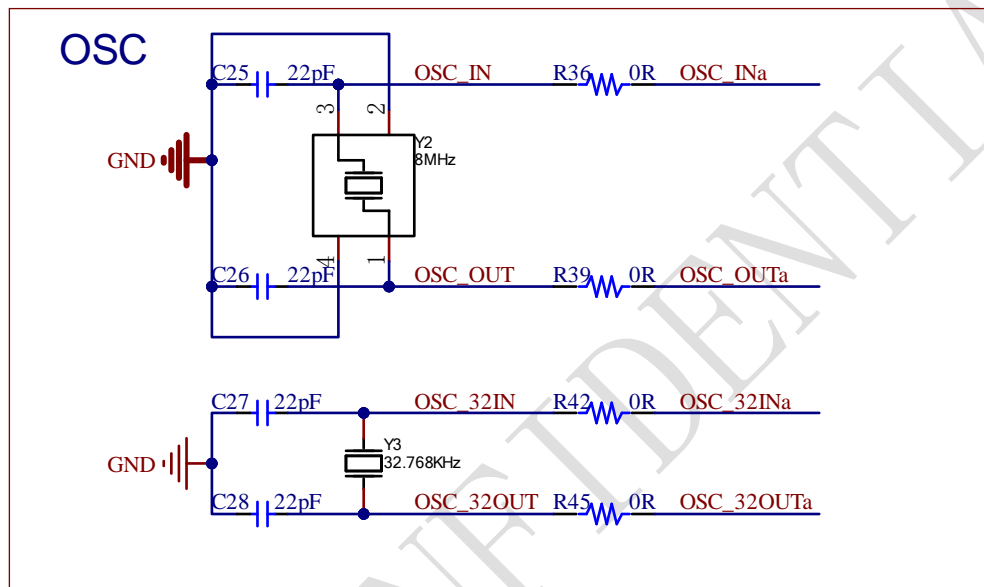 OSC
C25 22pF OSC_IN R36 0R OSC_INa
3 2
Y2
8MHz
GND
4 1
C26 22pF OSC_OUT R39 0R OSC_OUTa
C27 22pF OSC_32IN R42 0R OSC_32INa
Y3
32.768KHz
GND
C28 22pF OSC_32OUT R45 0R OSC_32OUTa
NFIDENTIA